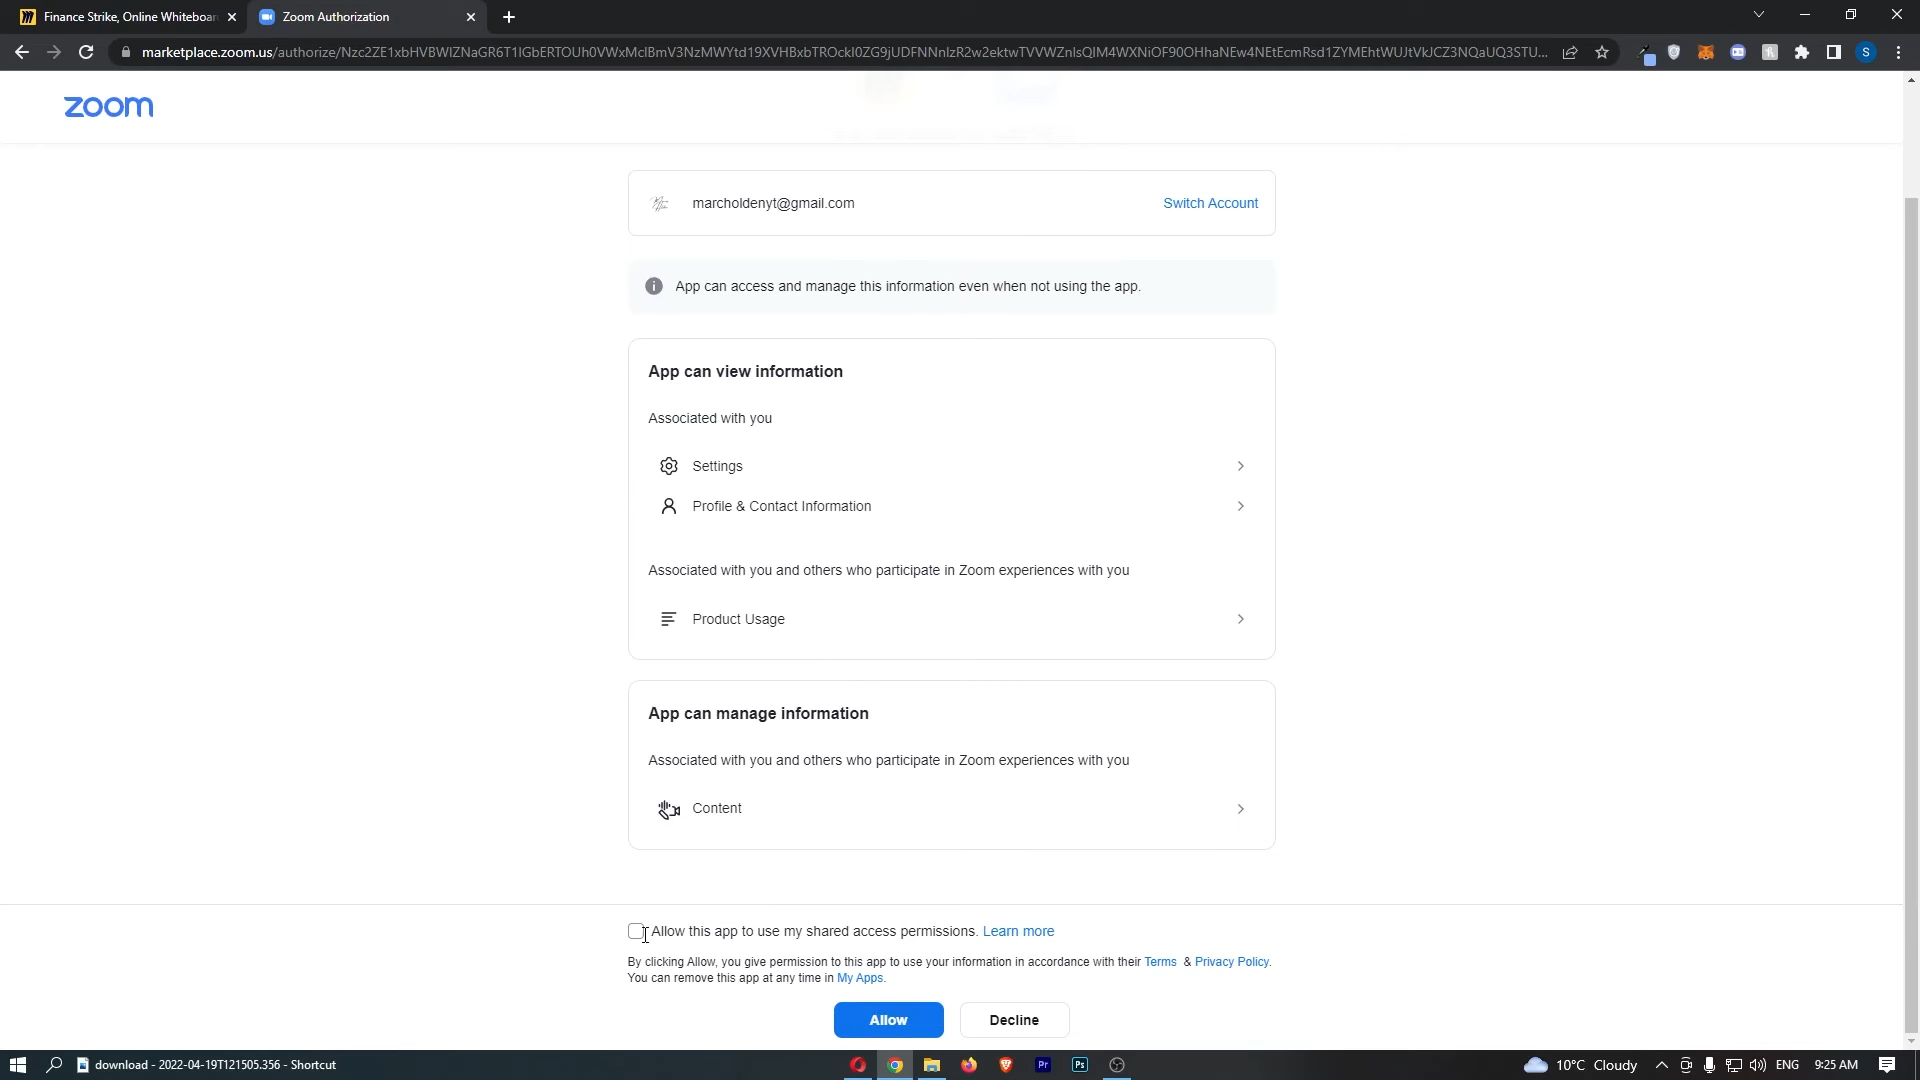 Finance Strike, Online Whiteboar
Zoom Authorization
marketplace.zoom.us/authorize/Nzc2ZE1xbHVBWlZNaGR6T1lGbERTOUh0VWxMclBmV3NzMWYtd19XVHBxbTROckI0ZG9jUDFNNnlzR2w2ektwTVVWZnlsQlM4WXNiOF90OHhaNEw4NEtEcmRsd1ZYMEhtWUJtVkJCZ3NQaUQ3STU...
S
zoom
marcholdenyt@gmail.com
Switch Account
App can access and manage this information even when not using the app.
App can view information
Associated with you
Settings
Profile & Contact Information
Associated with you and others who participate in Zoom experiences with you
Product Usage
App can manage information
Associated with you and others who participate in Zoom experiences with you
Content
Allow this app to use my shared access permissions. Learn more
By clicking Allow, you give permission to this app to use your information in accordance with their Terms & Privacy Policy.
You can remove this app at any time in My Apps.
Allow
Decline
download - 2022-04-19T121505.356 - Shortcut
Pr
Ps
10°C Cloudy
ENG
9:25 AM